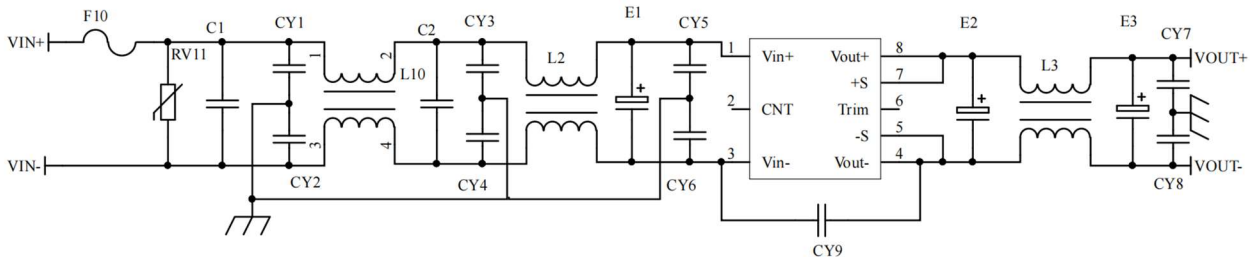 F10
C1
CY1
C2
CY3
E1
CY5
E2
E3
CY7
VIN+
RV11
1
2
L10
L2
1
Vin+
Vout+
8
L3
VOUT+
+S
7
2
CNT
Trim
6
-S
5
3
4
VIN-
3
Vin-
Vout-
4
VOUT-
CY2
CY4
CY6
CY8
CY9
+
+
+